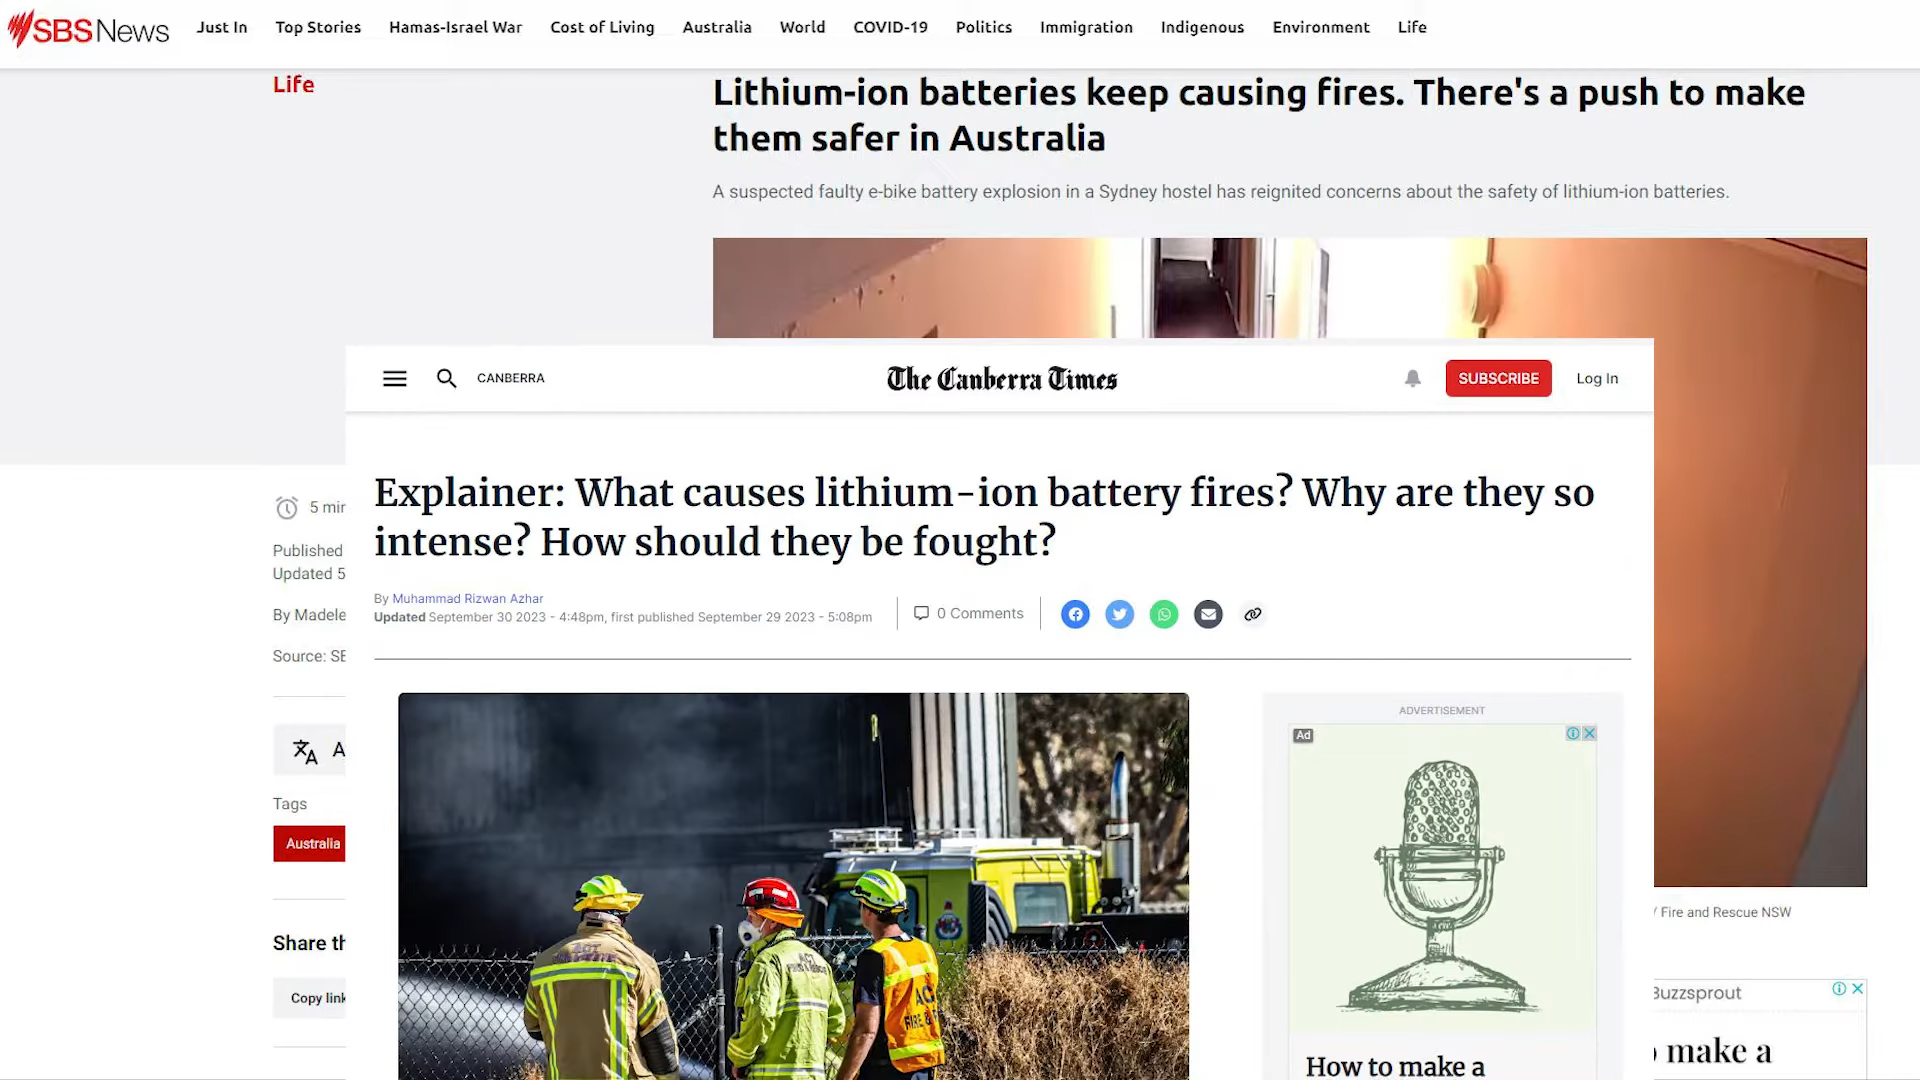 SBS News
Just In
Top Stories
Hamas-Israel War
Cost of Living
Australia
World
COVID-19
Politics
Immigration
Indigenous
Environment
Life
Life
Lithium-ion batteries keep causing fires. There's a push to make
them safer in Australia
A suspected faulty e-bike battery explosion in a Sydney hostel has reignited concerns about the safety of lithium-ion batteries.
CANBERRA
The Canberra Times
SUBSCRIBE
Log In
Explainer: What causes lithium-ion battery fires? Why are they so
intense? How should they be fought?
By Muhammad Rizwan Azhar
Updated September 30 2023 - 4:48pm, first published September 29 2023 - 5:08pm
0 Comments
5 min
Published
Updated 5
By Madele
Source: SE
A
Tags
Australia
Share th
Copy link
ADVERTISEMENT
Ad
How to make a
ACT
ACT
FIRE &
/ Fire and Rescue NSW
Buzzsprout
make a